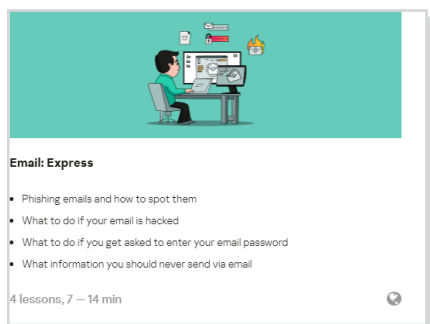 Email: Express
• Phishing emails and how to spot them
• What to do if your email is hacked
• What to do if you get asked to enter your email password
• What information you should never send via email
4 lessons, 7 — 14 min